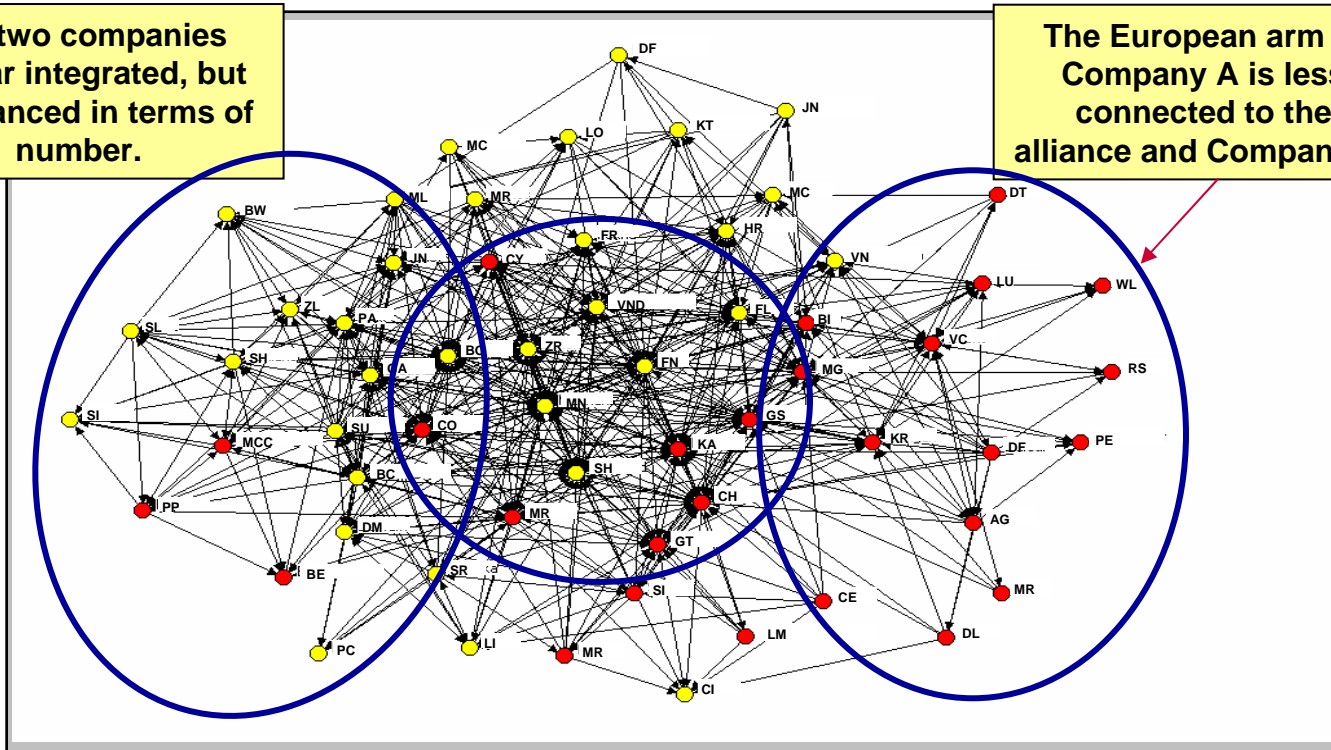 two companies
integrated, but
in terms of
number.
The European arm
Company A is less
connected to the
alliance and
DF
JN
KT
LO
MC
ML
MR
MC
DT
BW
FR
HR
JN
CY
VN
LU
WL
ZL
VND
FL
BI
SL
PA
ZR
VC
SH
BO
FN
MG
RS
MN
GS
SI
SU
CO
KA
KR
PE
MCC
BC
SH
DE
CH
PP
MR
AG
DM
GT
BE
SR
SI
CE
MR
PC
LI
MR
LM
DL
CI